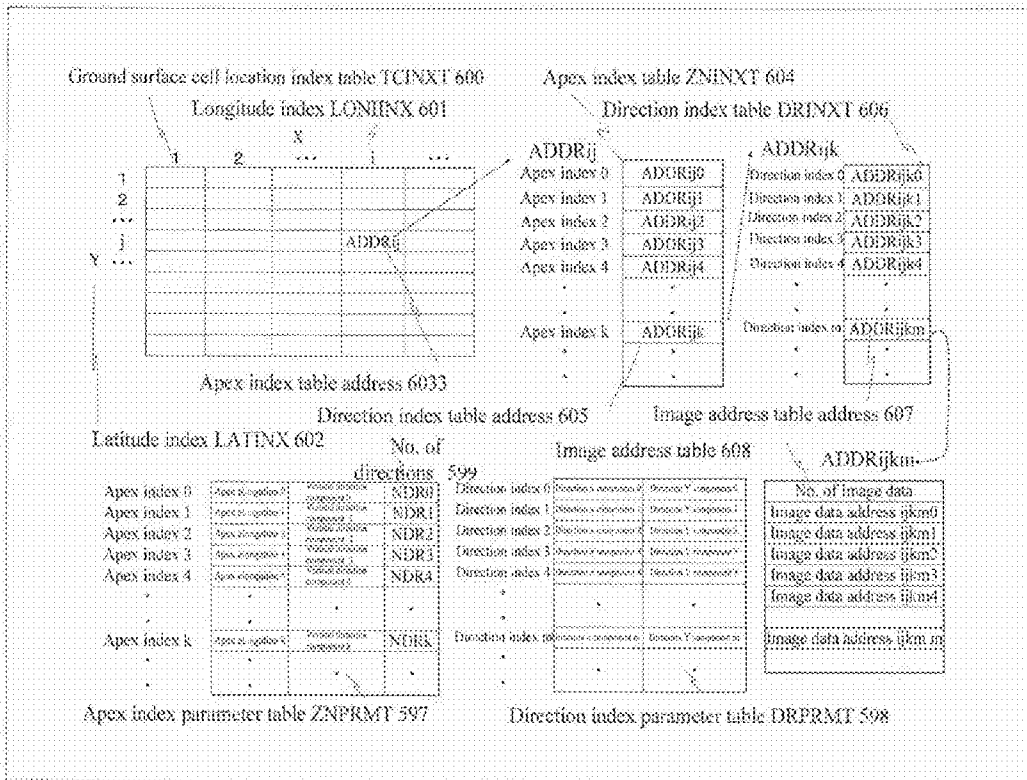 Ground surface cell location index table TCINXT 600
Longitude index LONIINX 601
X
1 2 ... i ...
1
2
...
j
Y ...
ADDRij
Apex index table address 6033
Latitude index LATINX 602
Apex index table ZNINXT 604
ADDRij
Apex index 0 ADDRij0
Apex index 1 ADDRij1
Apex index 2 ADDRij2
Apex index 3 ADDRij3
Apex index 4 ADDRij4
Apex index k ADDRijk
Direction index table address 605
Direction index table DRINXT 606
ADDRijk
Direction index 0 ADDRijk0
Direction index 1 ADDRijk1
Direction index 2 ADDRijk2
Direction index 3 ADDRijk3
Direction index 4 ADDRijk4
Direction index m ADDRijkm
Image address table address 607
No. of
directions 599
Apex index 0 NDR0
Apex index 1 NDR1
Apex index 2 NDR2
Apex index 3 NDR3
Apex index 4 NDR4
Apex index k NDRk
Apex index parameter table ZNPRMT 597
Image address table 608
Direction index 0
Direction index 1
Direction index 2
Direction index 3
Direction index 4
Direction index m
Direction index parameter table DRPRMT 598
ADDRijkm
No. of image data
Image data address ijkm0
Image data address ijkm1
Image data address ijkm2
Image data address ijkm3
Image data address ijkm4
Image data address ijkm m